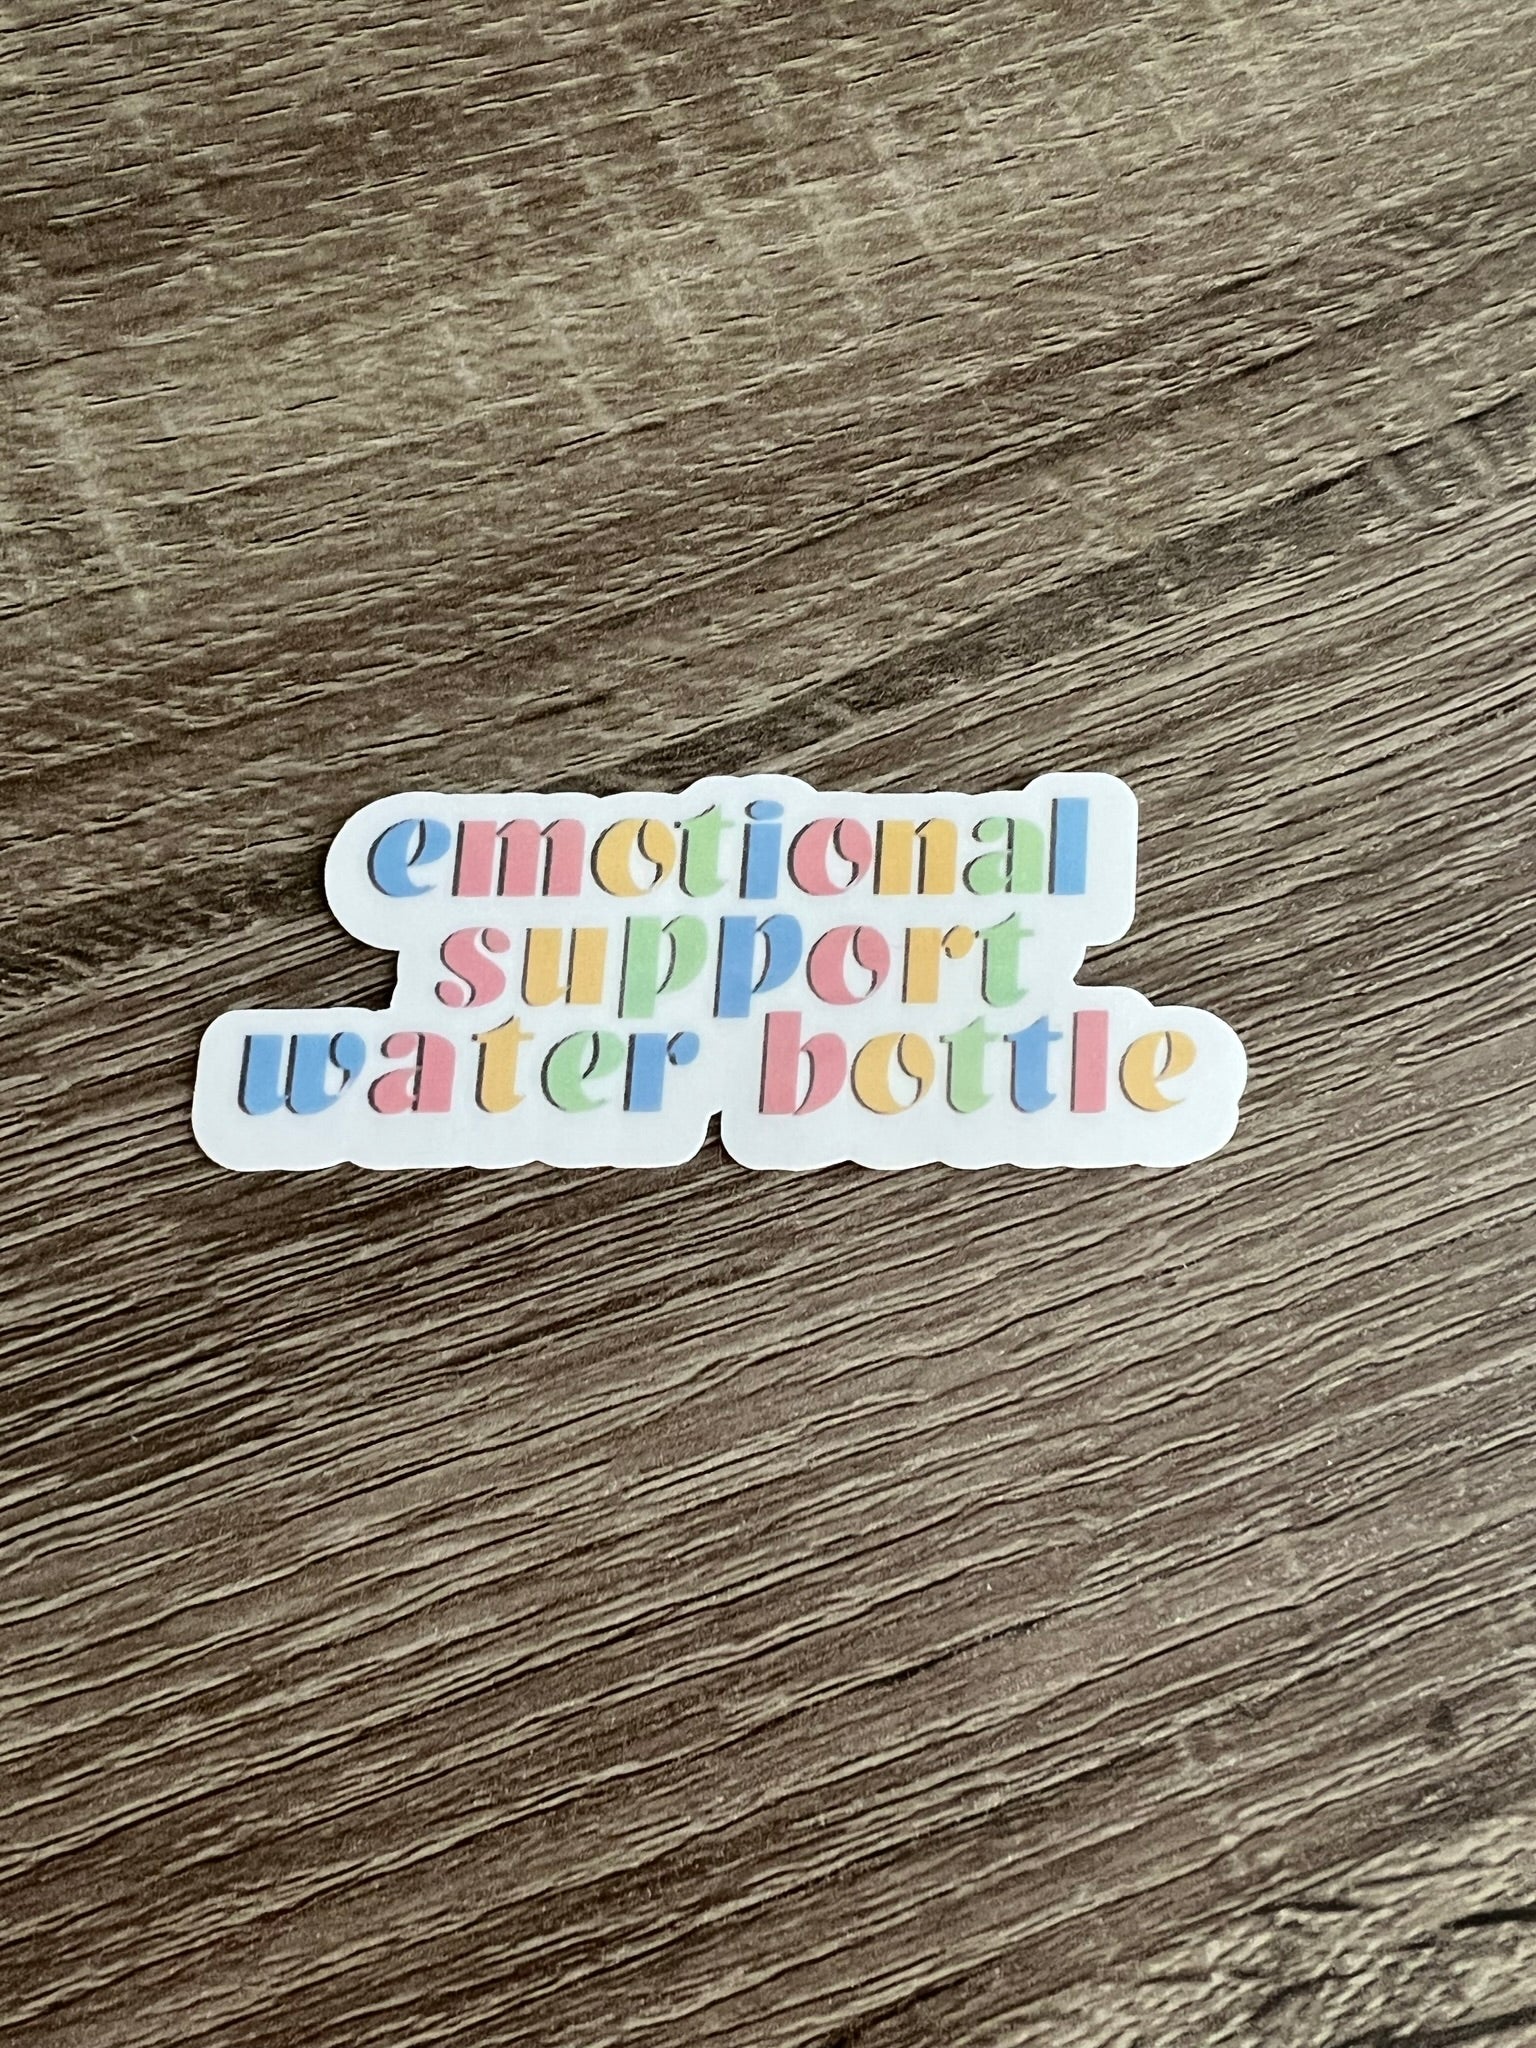 emotional
support
water bottle